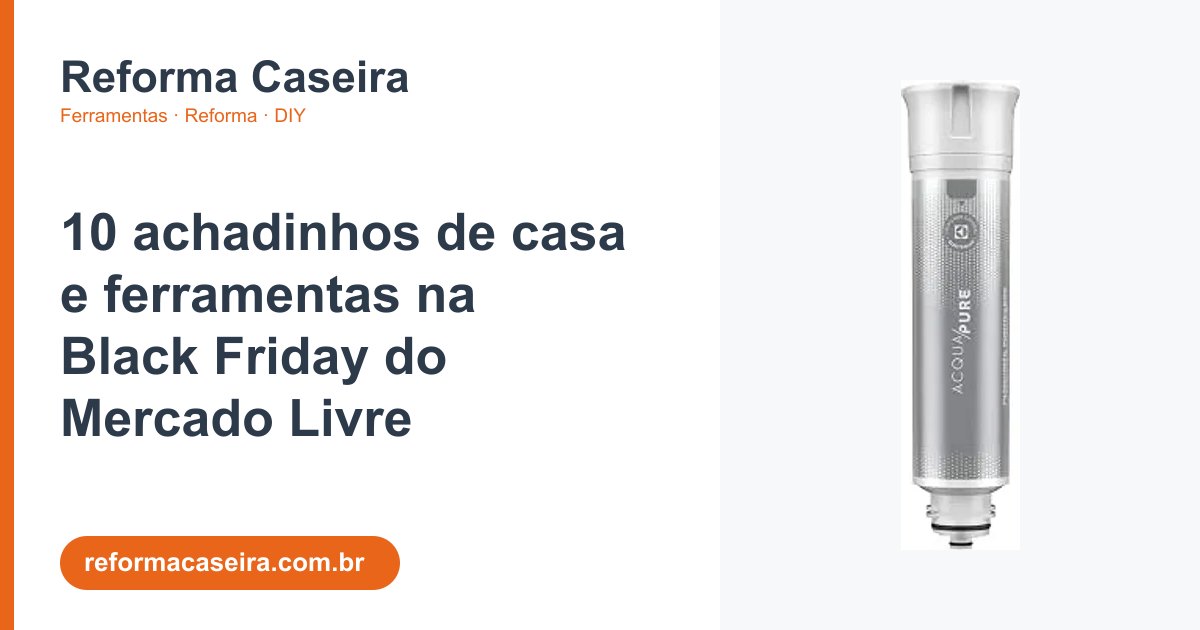 Reforma Caseira
Ferramentas · Reforma · DIY
10 achadinhos de casa
e ferramentas na
Black Friday do
Mercado Livre
reformacaseira.com.br
ACQUA
PURE